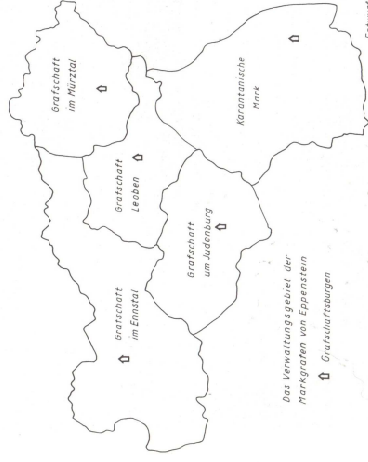 Grafschaft
im Mürztal
Grafschaft
Leoben
Karantanische
Mark
Grafschaft
um Judenburg
Grafschaft
im Ennstal
Das Verwaltungsgebiet der
Markgrafen von Eppenstein
Grafschaftsburgen